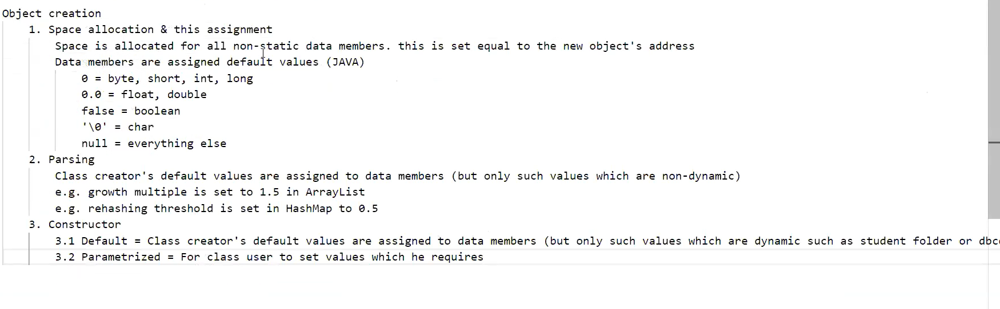 Object creation
1. Space allocation & this assignment
Space is allocated for all non-static data members. this is set equal to the new object's address
Data members are assigned default values (JAVA)
0 = byte, short, int, long
0.0 = float, double
false = boolean
'\0' = char
null = everything else
2. Parsing
Class creator's default values are assigned to data members (but only such values which are non-dynamic)
e.g. growth multiple is set to 1.5 in ArrayList
e.g. rehashing threshold is set in HashMap to 0.5
3. Constructor
3.1 Default = Class creator's default values are assigned to data members (but only such values which are dynamic such as student folder or
3.2 Parametrized = For class user to set values which he requires